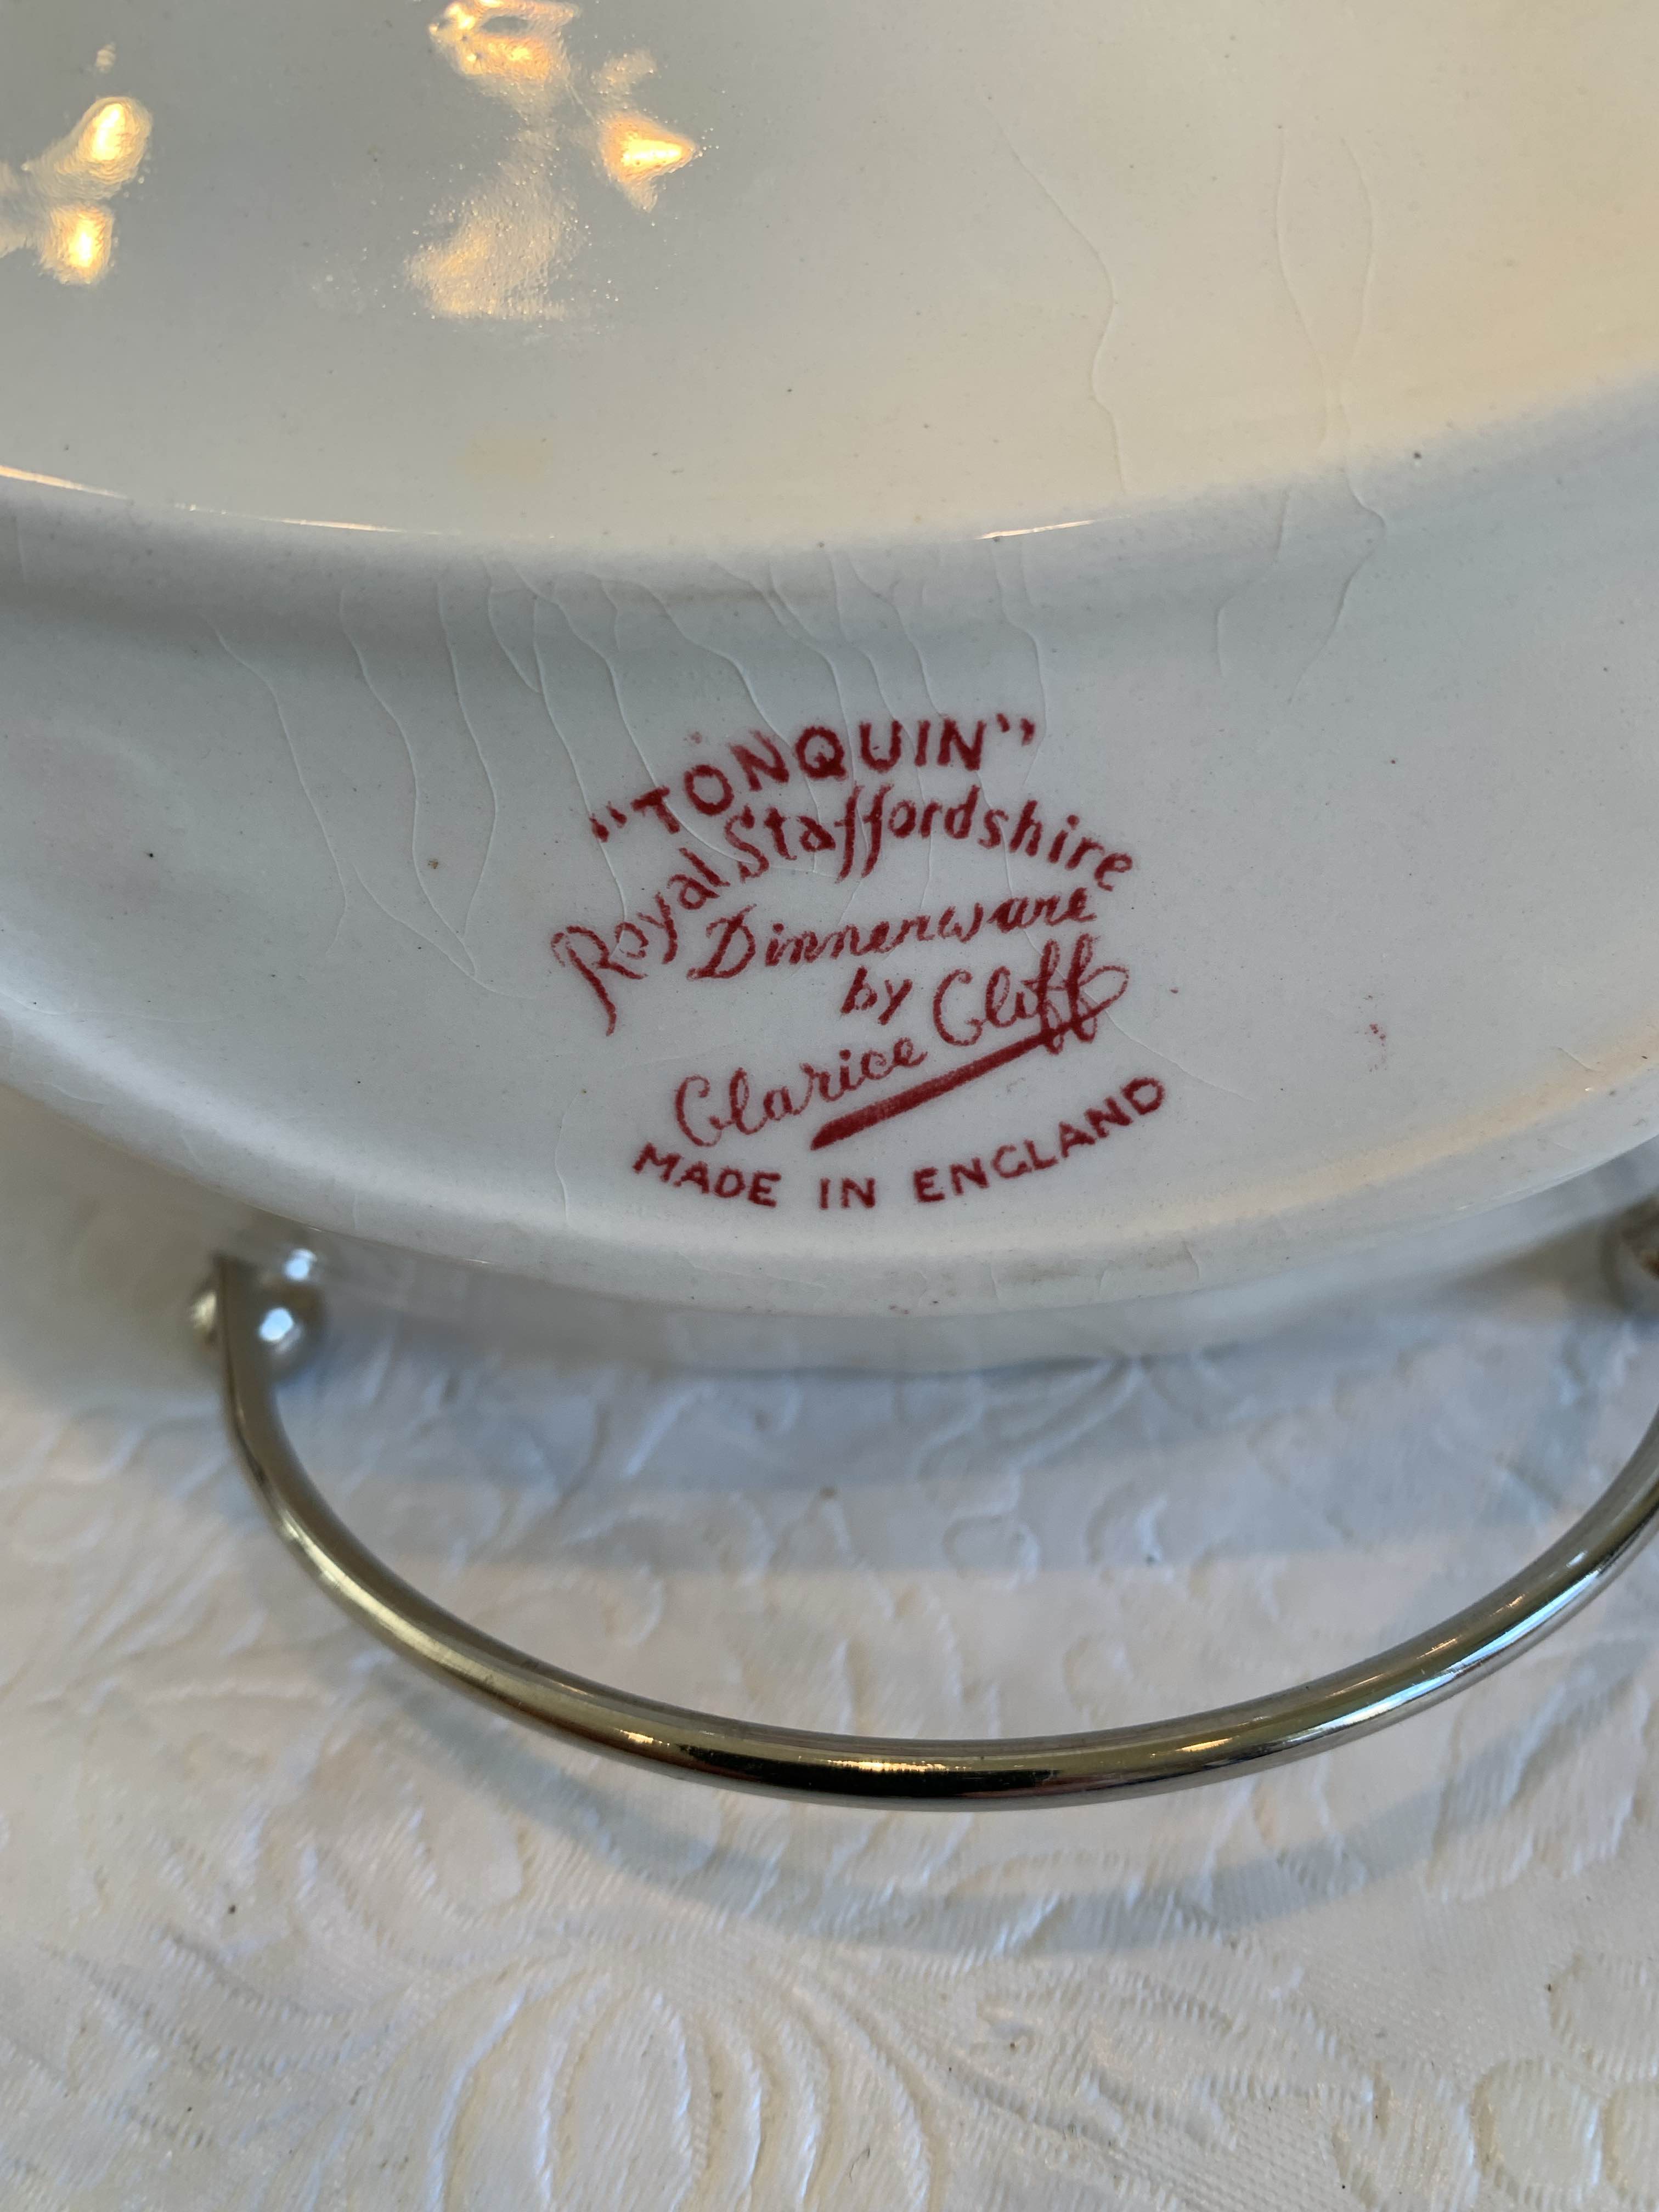 "TONQUIN"
Royal Staffordshire
Dinnerware
by
Clarice Cliff
MADE IN ENGLAND